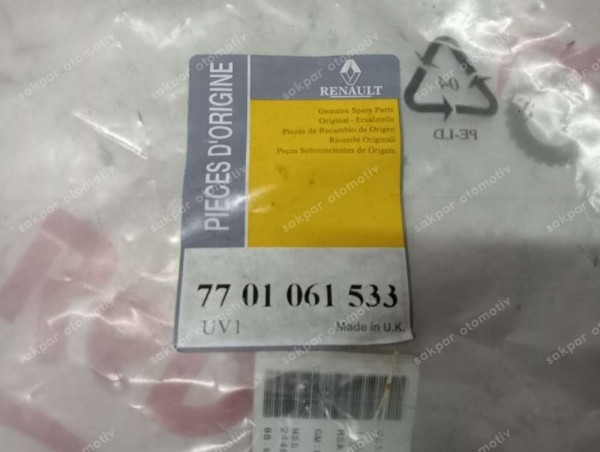 PIECES D'ORIGINE
RENAULT
Genuine Spare Parts
Original - Ersatzteile
Piezas de Recambio de Origen
Ricambi Originali
Peças Sobresselentes de Origem
77 01 061 533
UV1
Made in U.K.
04
PE-LD
sakpar otomotiv